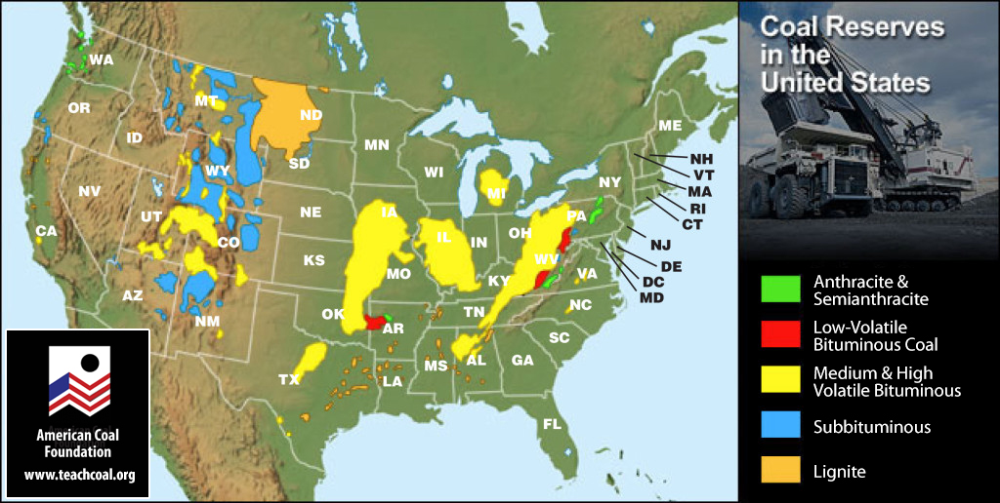 Coal Reserves
in the
United States
WA
OR
ID
MT
ND
SD
MN
WI
MI
NY
ME
NH
VT
MA
RI
CT
NJ
DE
DC
MD
CA
NV
UT
WY
CO
NE
KS
IA
MO
IL
IN
OH
PA
WV
VA
KY
TN
NC
SC
AZ
NM
OK
AR
TX
LA
MS
AL
GA
FL
Anthracite &
Semianthracite
Low-Volatile
Bituminous Coal
Medium & High
Volatile Bituminous
Subbituminous
Lignite
American Coal
Foundation
www.teachcoal.org